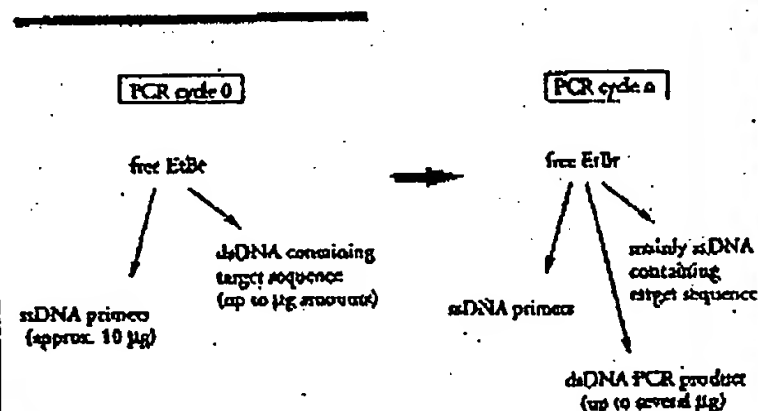 PCR cycle 0
free EtBr
ssDNA primers
(approx. 10 µg)
dsDNA containing
target sequence
(up to µg amounts)
PCR cycle n
free EtBr
ssDNA primers
mainly ssDNA
containing
target sequence
dsDNA PCR product
(up to several µg)